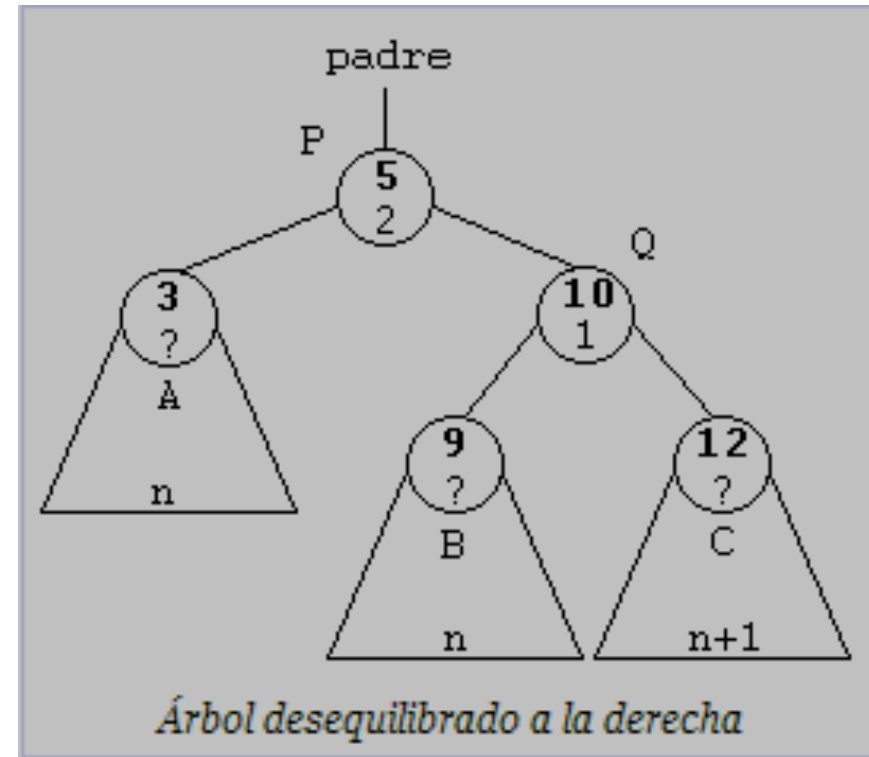 padre
P
5
2
Q
3
?
A
10
1
9
?
B
12
?
C
n
n
n+1
Árbol desequilibrado a la derecha